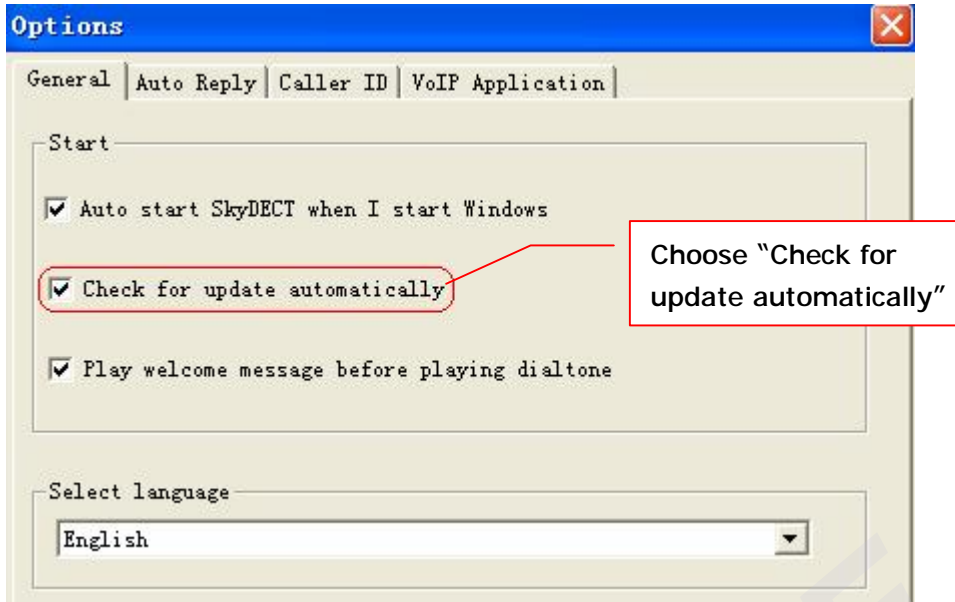 Options
General Auto Reply Caller ID VoIP Application
Start
Auto start SkyDECT when I start Windows
Check for update automatically
Choose “Check for
update automatically”
Play welcome message before playing dialtone
Select language
English